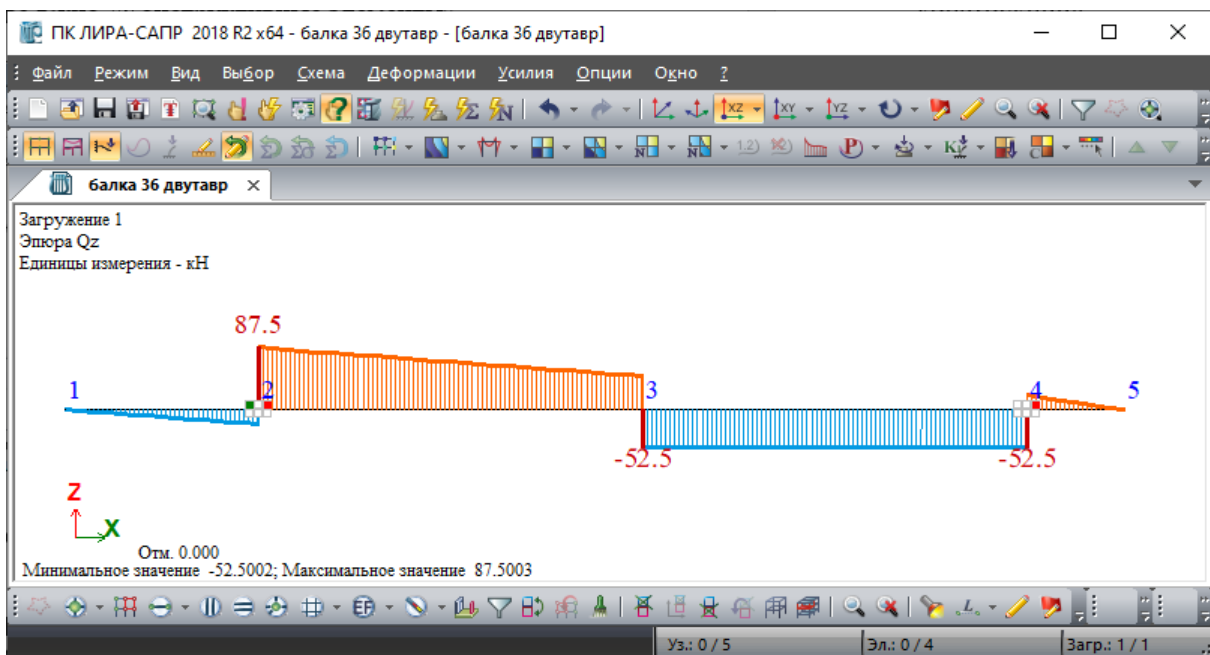 ПК ЛИРА-САПР 2018 R2 x64 - балка 36 двутавр - [балка 36 двутавр]
Файл Режим Вид Выбор Схема Деформации Усилия Опции Окно ?
балка 36 двутавр
Загружение 1
Эпюра Qz
Единицы измерения - кН
87.5
1 2 3 4 5
-52.5 -52.5
Z
X
Отм. 0.000
Минимальное значение -52.5002; Максимальное значение 87.5003
Уз.: 0 / 5 Эл.: 0 / 4 Загр.: 1 / 1